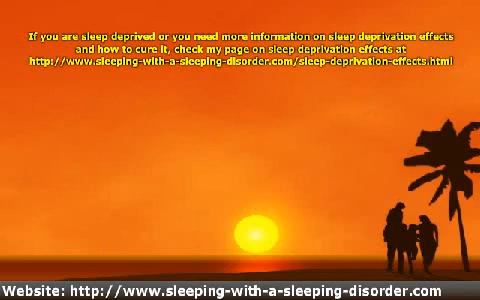 If you are sleep deprived or you need more information on sleep deprivation effects
and how to cure it, check my page on sleep deprivation effects at
http://www.sleeping-with-a-sleeping-disorder.com/sleep-deprivation-effects.html
Website: http://www.sleeping-with-a-sleeping-disorder.com